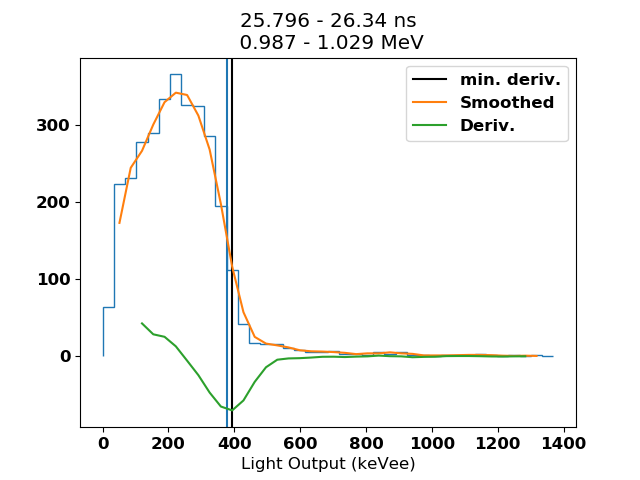 25.796 - 26.34 ns
0.987 - 1.029 MeV
min. deriv.
Smoothed
Deriv.
300
200
100
0
0 200 400 600 800 1000 1200 1400
Light Output (keVee)